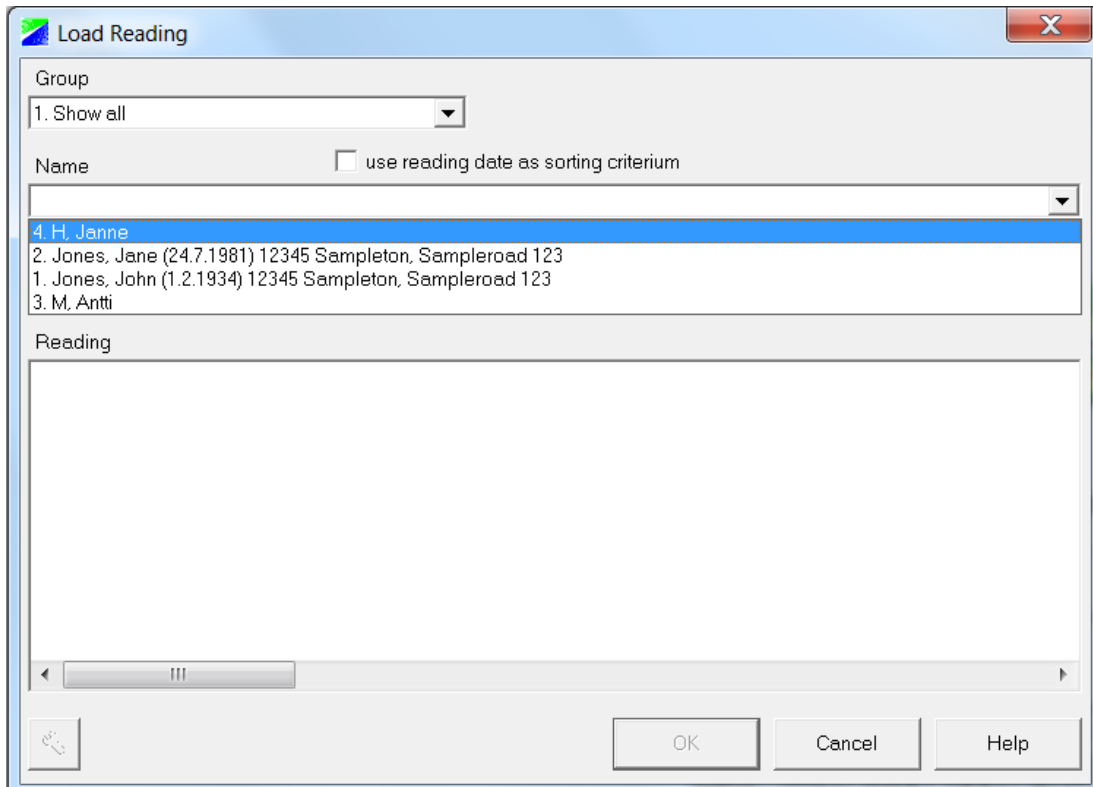 Load Reading
Group
1. Show all
Name
use reading date as sorting criterium
4. H, Janne
2. Jones, Jane (24.7.1981) 12345 Sampleton, Sampleroad 123
1. Jones, John (1.2.1934) 12345 Sampleton, Sampleroad 123
3. M, Antti
Reading
OK Cancel Help